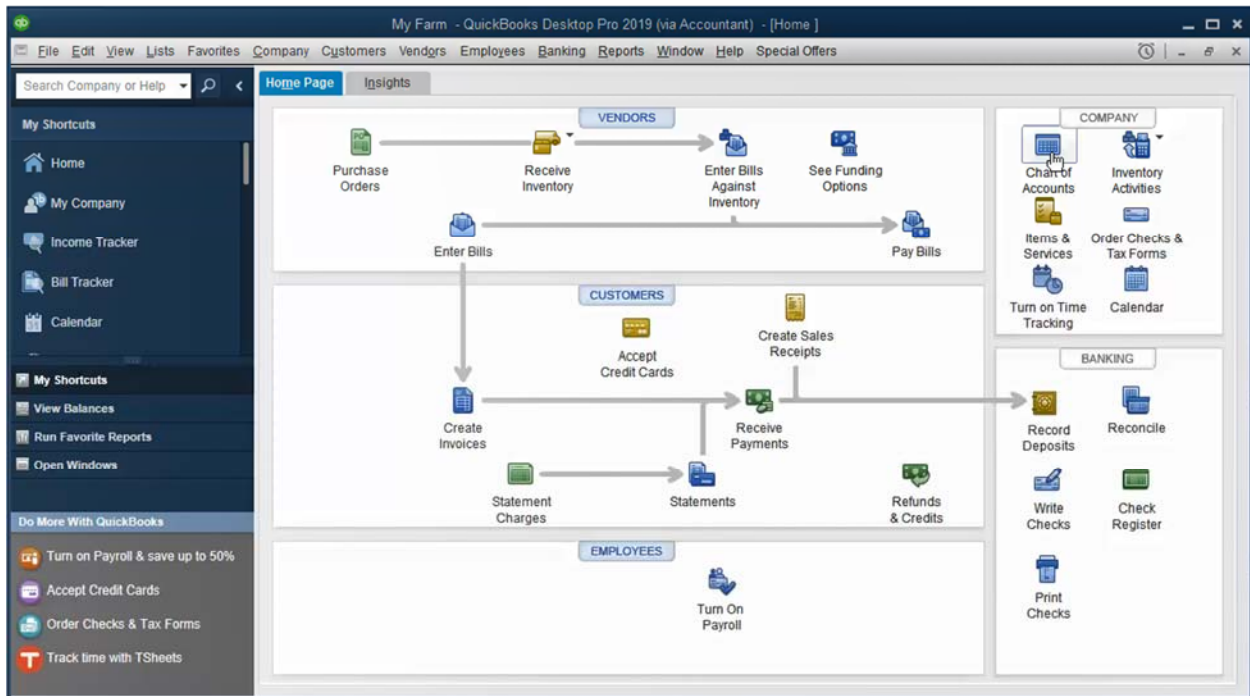 qb
My Farm - QuickBooks Desktop Pro 2019 (via Accountant) - [Home ]
File Edit View Lists Favorites Company Customers Vendors Employees Banking Reports Window Help Special Offers
Search Company or Help
My Shortcuts
Home
My Company
Income Tracker
Bill Tracker
Calendar
My Shortcuts
View Balances
Run Favorite Reports
Open Windows
Do More With QuickBooks
Turn on Payroll & save up to 50%
Accept Credit Cards
Order Checks & Tax Forms
Track time with TSheets
Home Page
Insights
VENDORS
Purchase
Orders
Receive
Inventory
Enter Bills
Against
Inventory
See Funding
Options
Enter Bills
Pay Bills
CUSTOMERS
Accept
Credit Cards
Create Sales
Receipts
Create
Invoices
Receive
Payments
Statement
Charges
Statements
Refunds
& Credits
EMPLOYEES
Turn On
Payroll
COMPANY
Chart of
Accounts
Inventory
Activities
Items &
Services
Order Checks &
Tax Forms
Turn on Time
Tracking
Calendar
BANKING
Record
Deposits
Reconcile
Write
Checks
Check
Register
Print
Checks